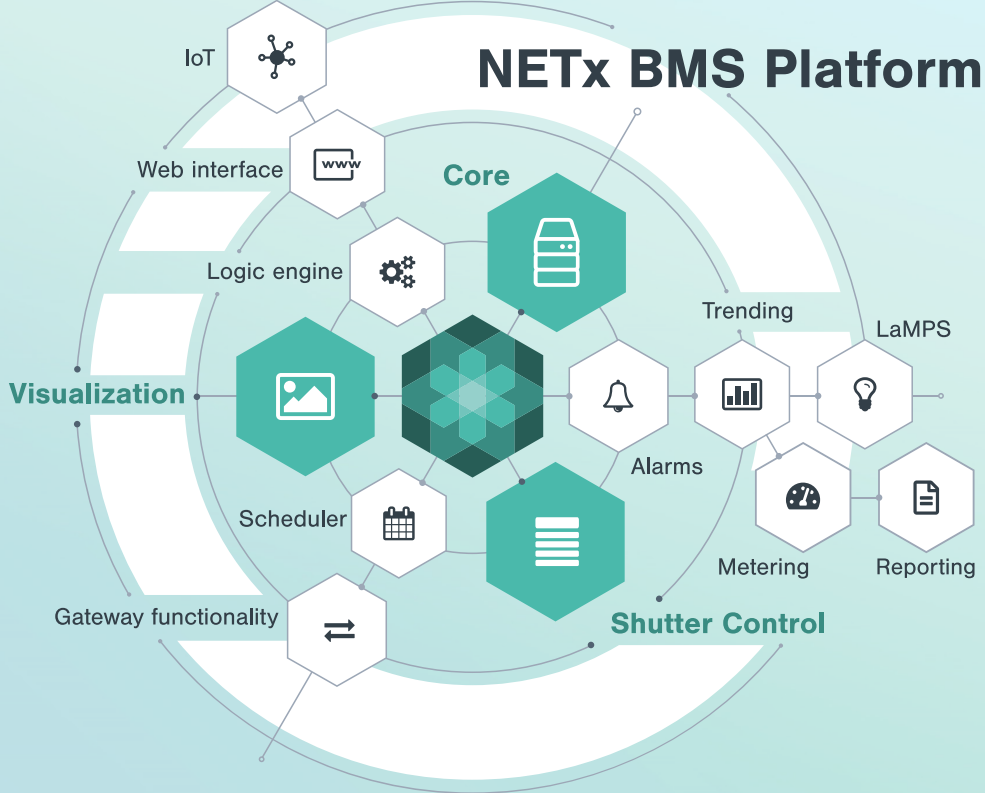 IoT
NETx BMS Platform
Web interface
www
Core
Logic engine
Trending
LaMPS
Visualization
Alarms
Scheduler
Metering
Reporting
Gateway functionality
Shutter Control